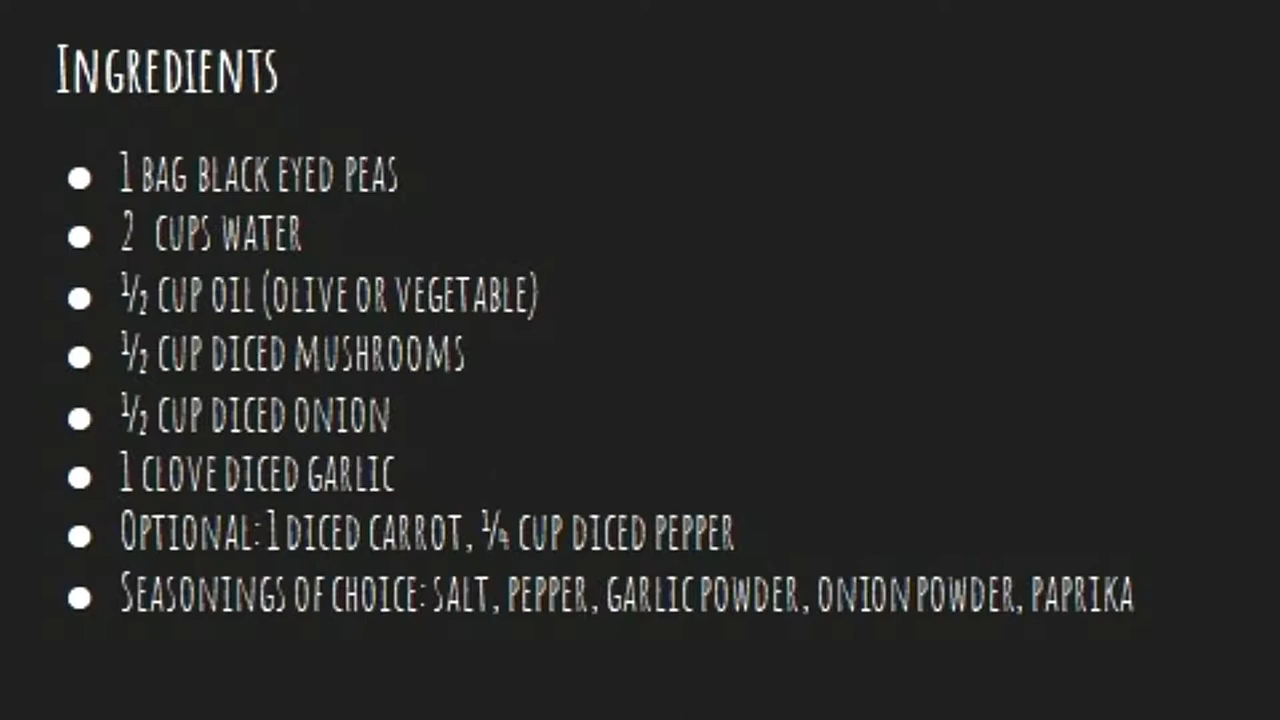 Ingredients
● 1 bag black eyed peas
● 2 cups water
● ½ cup oil (olive or vegetable)
● ½ cup diced mushrooms
● ½ cup diced onion
● 1 clove diced garlic
● Optional: 1 diced carrot, ¼ cup diced pepper
● Seasonings of choice: salt, pepper, garlic powder, onion powder, paprika